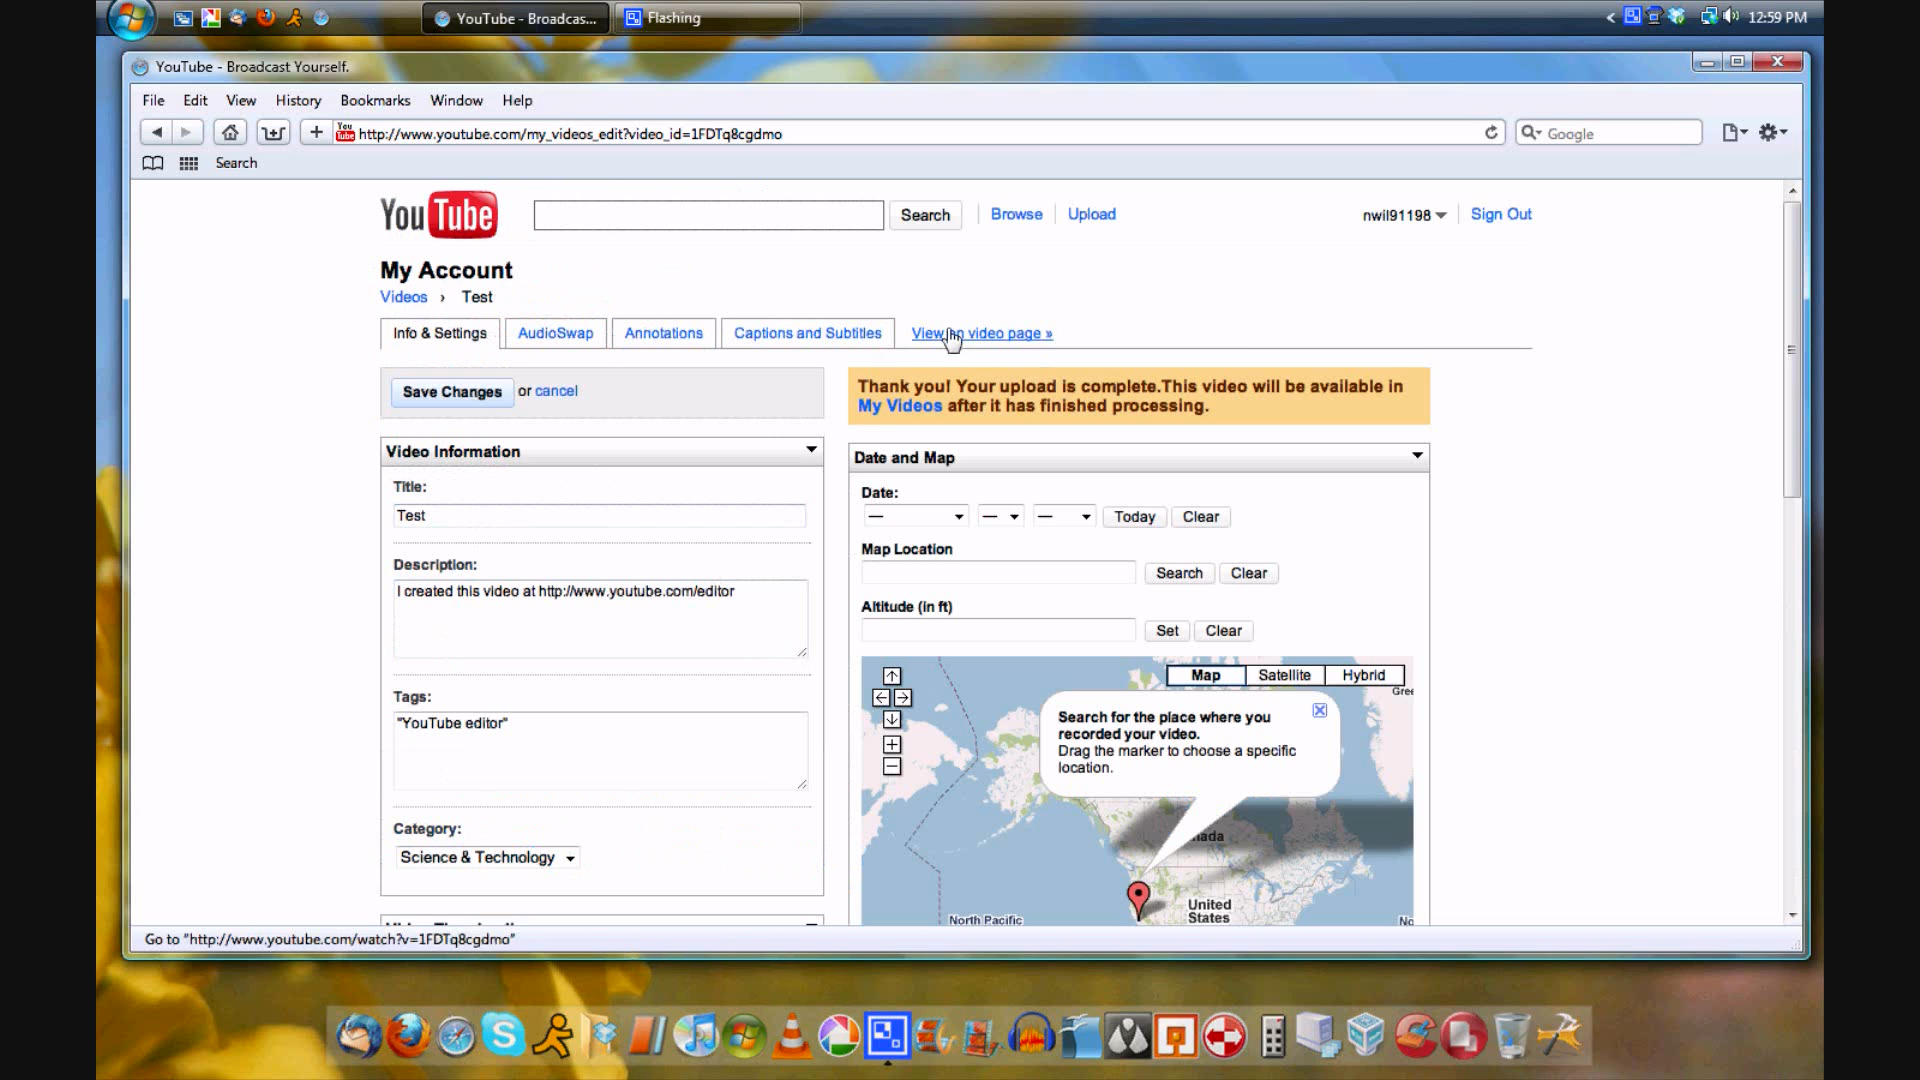 YouTube - Broadcas...
Flashing
12:59 PM
YouTube - Broadcast Yourself.
File Edit View History Bookmarks Window Help
http://www.youtube.com/my_videos_edit?video_id=1FDTq8cgdmo
Google
Search
YouTube
Search
Browse
Upload
nwil91198
Sign Out
My Account
Videos › Test
Info & Settings
AudioSwap
Annotations
Captions and Subtitles
View on video page »
Save Changes or cancel
Thank you! Your upload is complete.This video will be available in
My Videos after it has finished processing.
Video Information
Title:
Test
Description:
I created this video at http://www.youtube.com/editor
Tags:
"YouTube editor"
Category:
Science & Technology
Date and Map
Date:
— — — Today Clear
Map Location
Search Clear
Altitude (in ft)
Set Clear
Map Satellite Hybrid
Gree
Search for the place where you
recorded your video.
Drag the marker to choose a specific
location.
nada
United
States
North Pacific
No
Go to "http://www.youtube.com/watch?v=1FDTq8cgdmo"